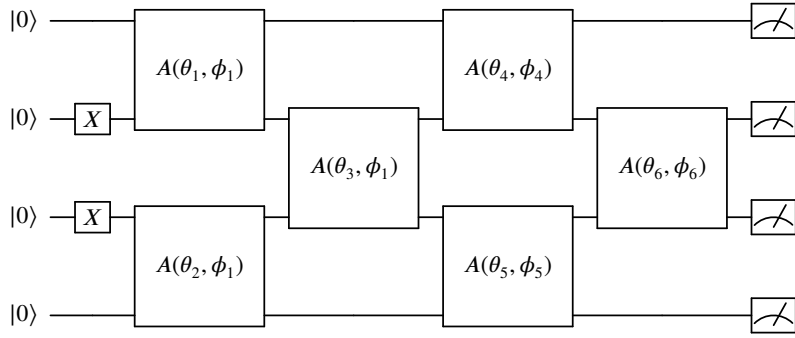 |0⟩
A(θ₁, ϕ₁)
A(θ₄, ϕ₄)
|0⟩
X
A(θ₃, ϕ₁)
A(θ₆, ϕ₆)
|0⟩
X
A(θ₂, ϕ₁)
A(θ₅, ϕ₅)
|0⟩